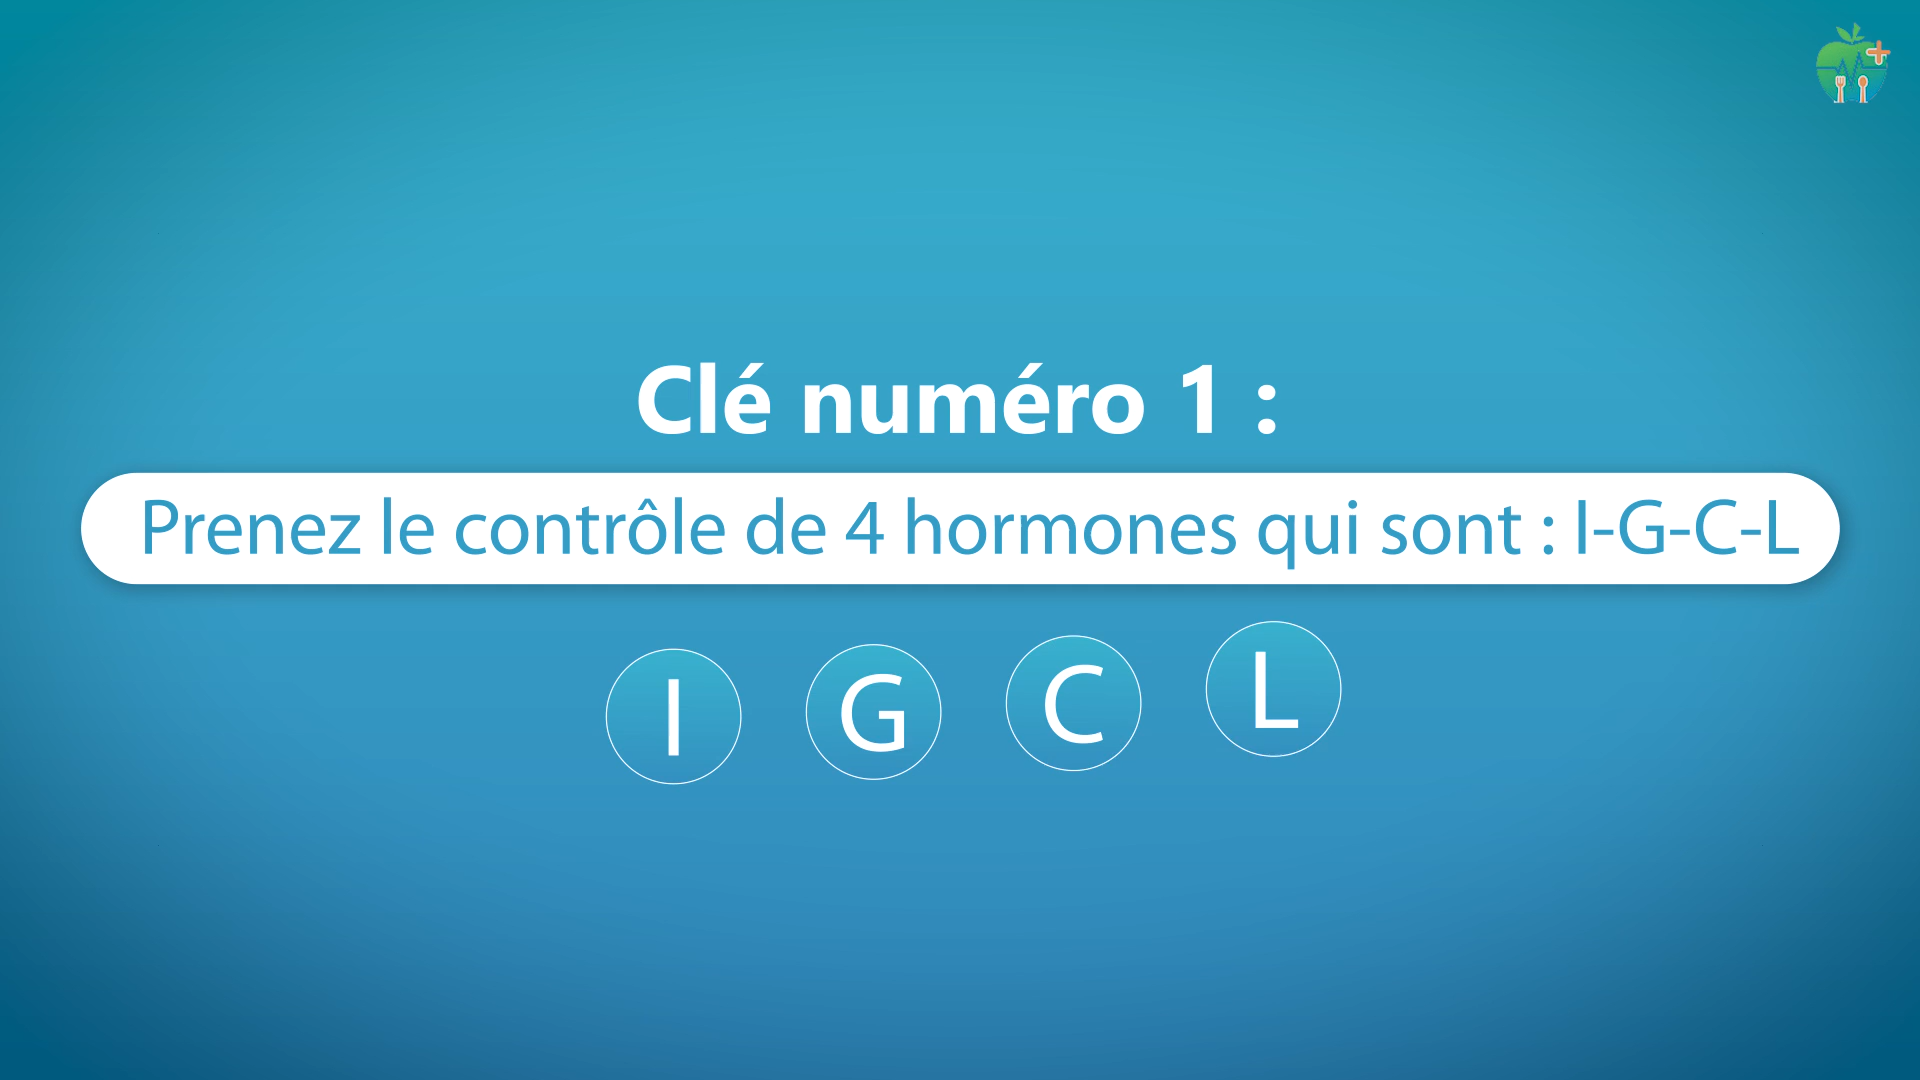 Clé numéro 1 :
Prenez le contrôle de 4 hormones qui sont : I-G-C-L
I G C L